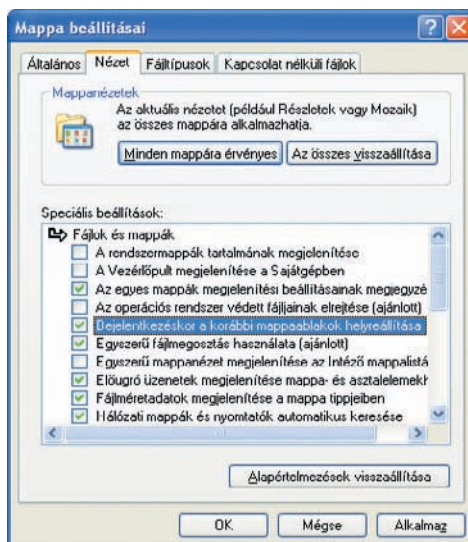 Mappa beállításai
Általános Nézet Fájltípusok Kapcsolat nélküli fájlok
Mappanézetek
Az aktuális nézetet (például Részletek vagy Mozaik)
az összes mappára alkalmazhatja.
Minden mappára érvényes Az összes visszaállítása
Speciális beállítások:
Fájlok és mappák
A rendszermappák tartalmának megjelenítése
A Vezérlőpult megjelenítése a Sajátgépben
Az egyes mappák megjelenítési beállításainak megjegyzé
Az operációs rendszer védett fájljainak elrejtése (ajánlott)
Bejelentkezéskor a korábbi mappaablakok helyreállítása
Egyszerű fájlmegosztás használata (ajánlott)
Egyszerű mappanézet megjelenítése az Intéző mappalistá
Előugró üzenetek megjelenítése mappa- és asztalelemekh
Fájlméretadatok megjelenítése a mappa tippjeiben
Hálózati mappák és nyomtatók automatikus keresése
Alapértelmezések visszaállítása
OK Mégse Alkalmaz